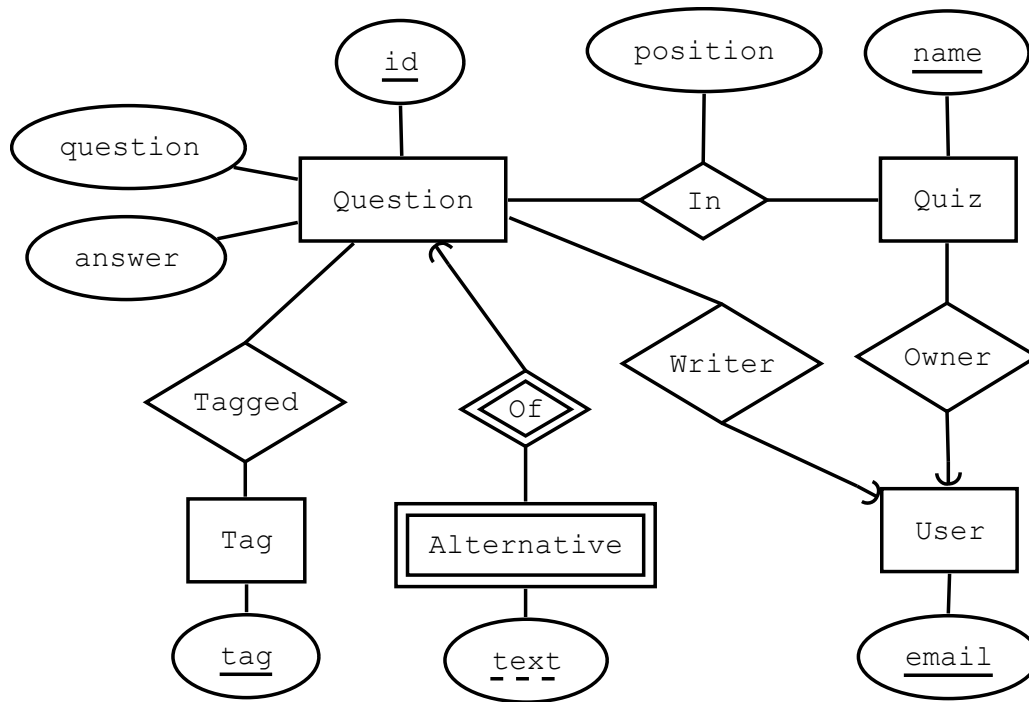 id
position
name
question
Question
In
Quiz
answer
Tagged
Of
Writer
Owner
Tag
Alternative
User
tag
text
email